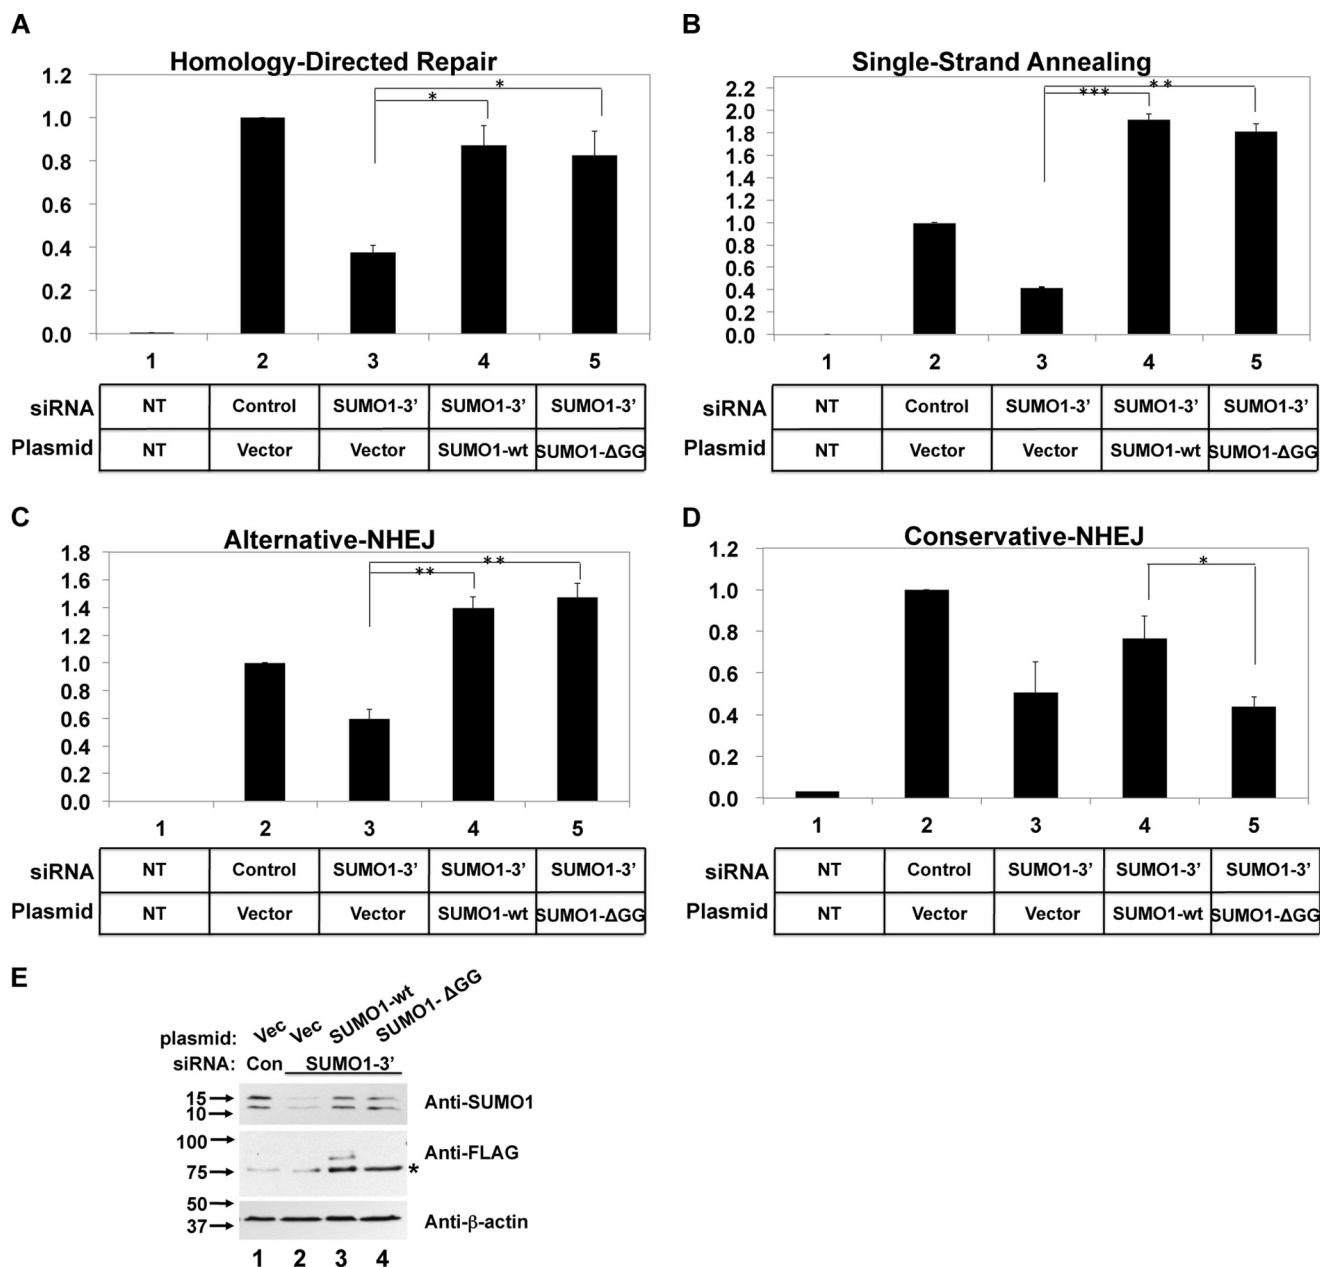 A
Homology-Directed Repair
1.2
1.0
0.8
0.6
0.4
0.2
0.0
* *
1 2 3 4 5
siRNA NT Control SUMO1-3' SUMO1-3' SUMO1-3'
Plasmid NT Vector Vector SUMO1-wt SUMO1-ΔGG
B
Single-Strand Annealing
2.2
2.0
1.8
1.6
1.4
1.2
1.0
0.8
0.6
0.4
0.2
0.0
*** **
1 2 3 4 5
siRNA NT Control SUMO1-3' SUMO1-3' SUMO1-3'
Plasmid NT Vector Vector SUMO1-wt SUMO1-ΔGG
C
Alternative-NHEJ
1.8
1.6
1.4
1.2
1.0
0.8
0.6
0.4
0.2
0.0
** **
1 2 3 4 5
siRNA NT Control SUMO1-3' SUMO1-3' SUMO1-3'
Plasmid NT Vector Vector SUMO1-wt SUMO1-ΔGG
D
Conservative-NHEJ
1.2
1.0
0.8
0.6
0.4
0.2
0.0
*
1 2 3 4 5
siRNA NT Control SUMO1-3' SUMO1-3' SUMO1-3'
Plasmid NT Vector Vector SUMO1-wt SUMO1-ΔGG
E
plasmid: Vec Vec SUMO1-wt SUMO1- ΔGG
siRNA: Con SUMO1-3'
15
10
Anti-SUMO1
100
75
Anti-FLAG
*
50
37
Anti-β-actin
1 2 3 4